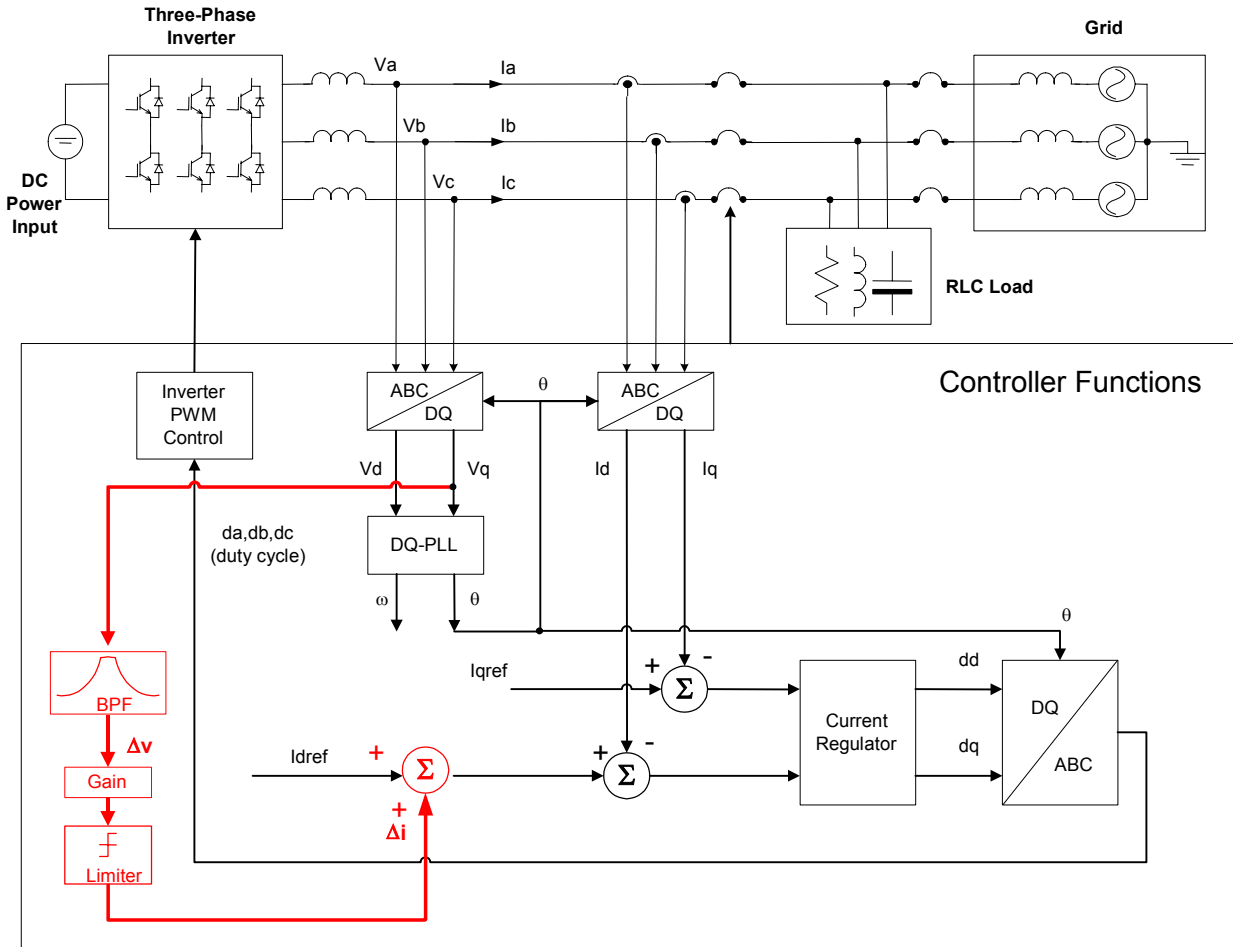 Three-Phase
Inverter
Grid
Va
Ia
Vb
Ib
Vc
Ic
DC
Power
Input
RLC Load
Controller Functions
Inverter
PWM
Control
ABC
DQ
θ
ABC
DQ
Vd
Vq
Id
Iq
da,db,dc
(duty cycle)
DQ-PLL
ω
θ
θ
BPF
Iqref
+
-
Σ
dd
DQ
ABC
Current
Regulator
dq
Δv
Gain
Idref
+
Σ
+
Δi
+
-
Σ
Limiter